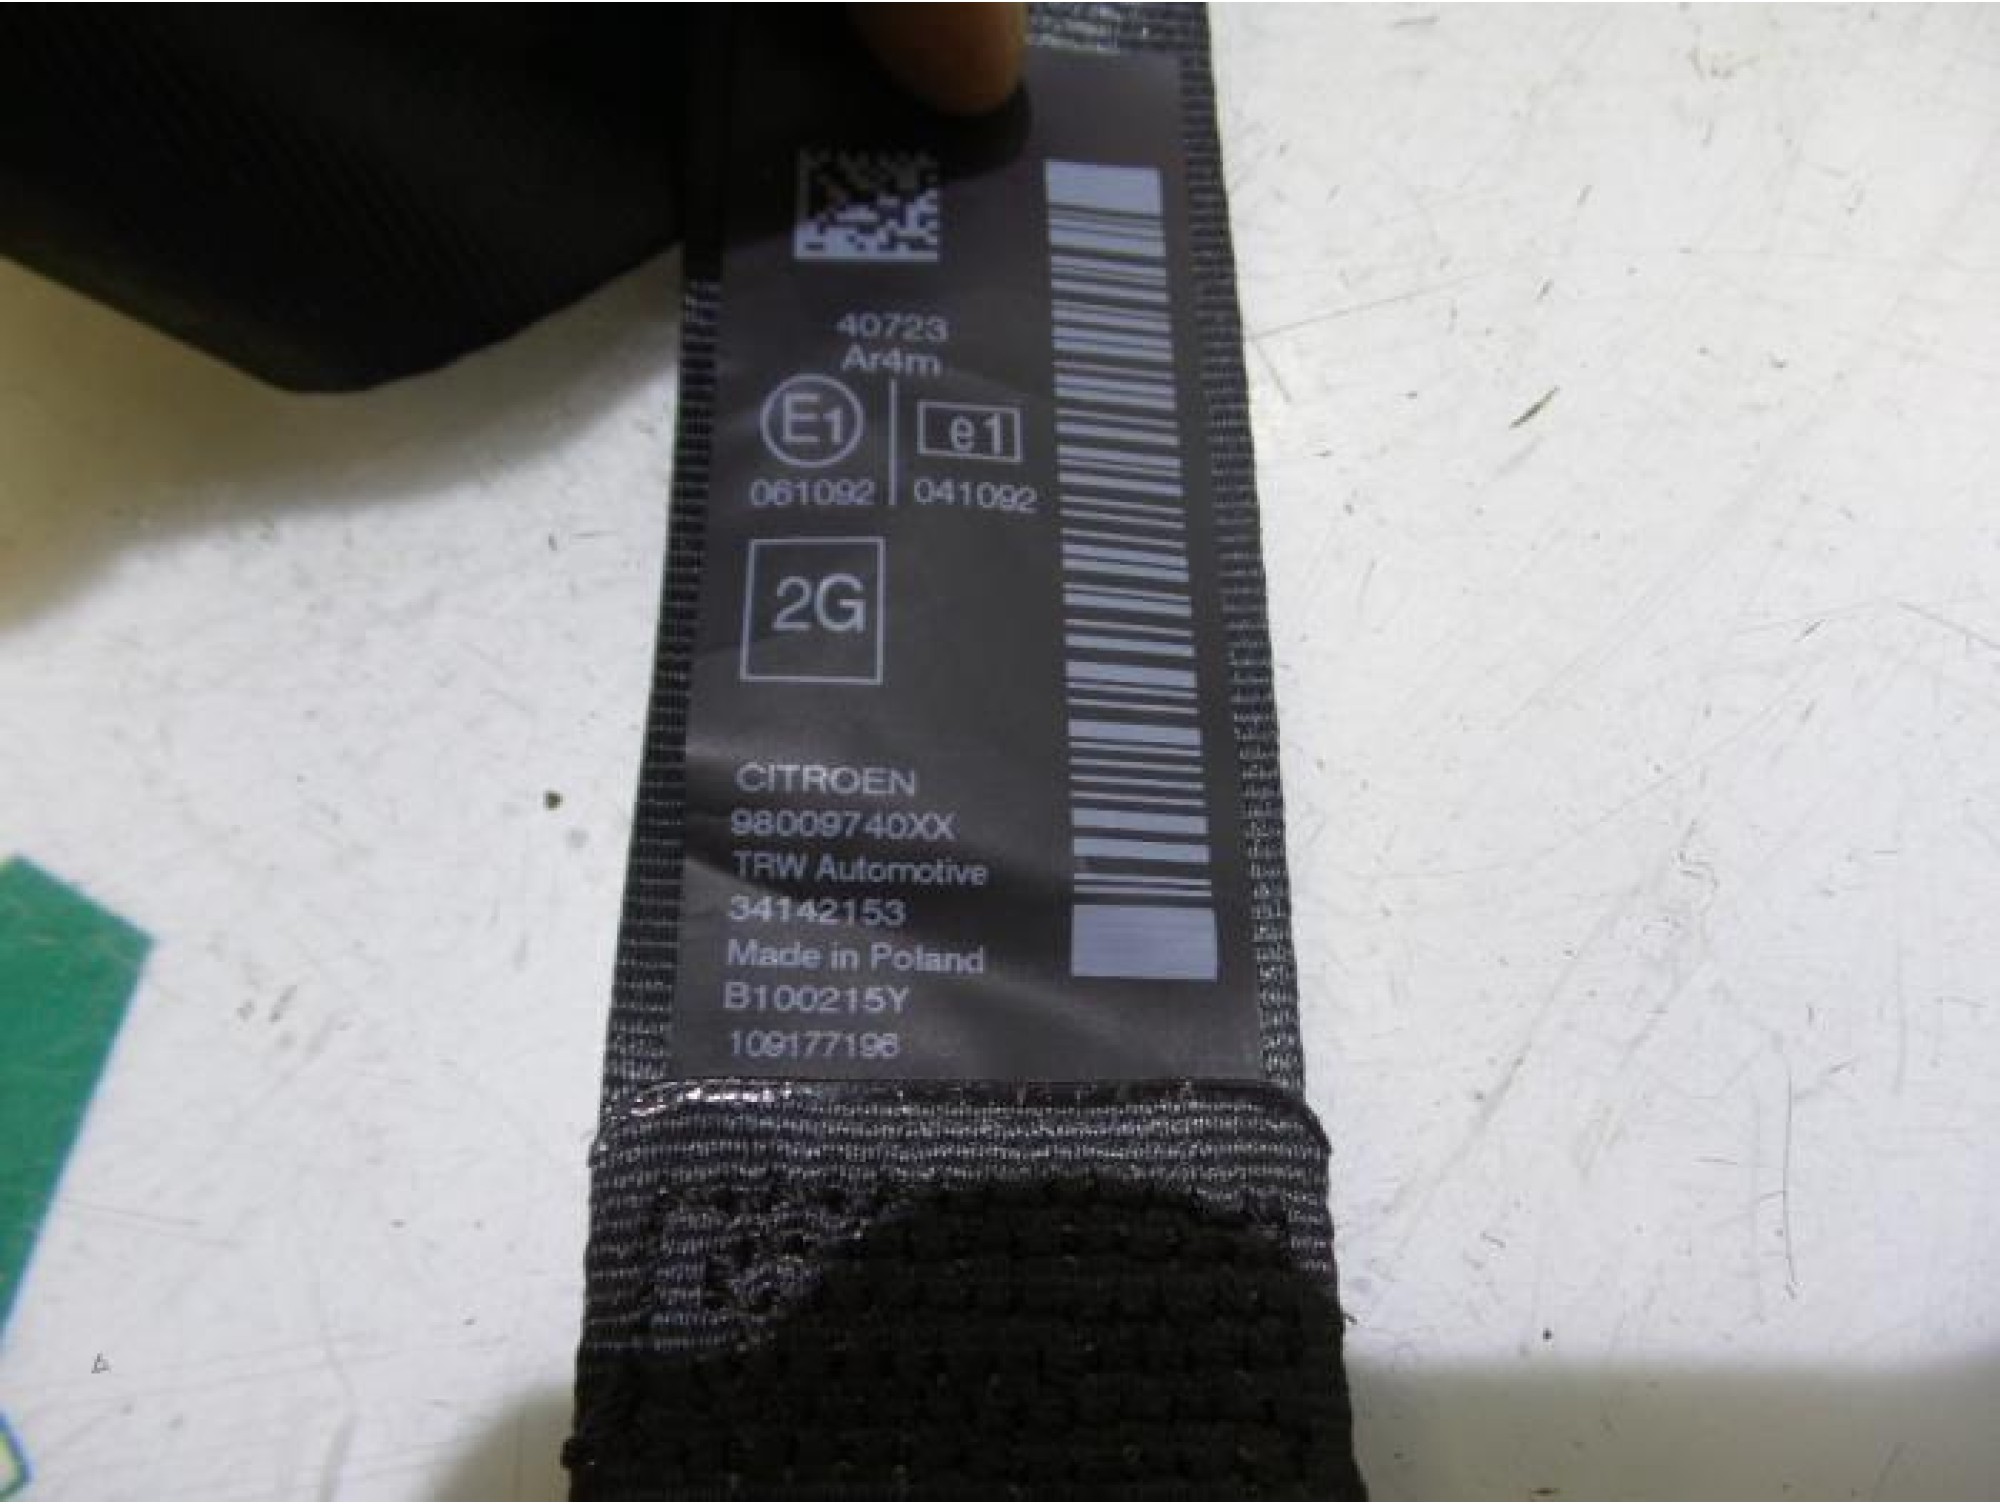 40723
Ar4m
E1 e1
061092 041092
2G
CITROEN
98009740XX
TRW Automotive
34142153
Made in Poland
B100215Y
109177196